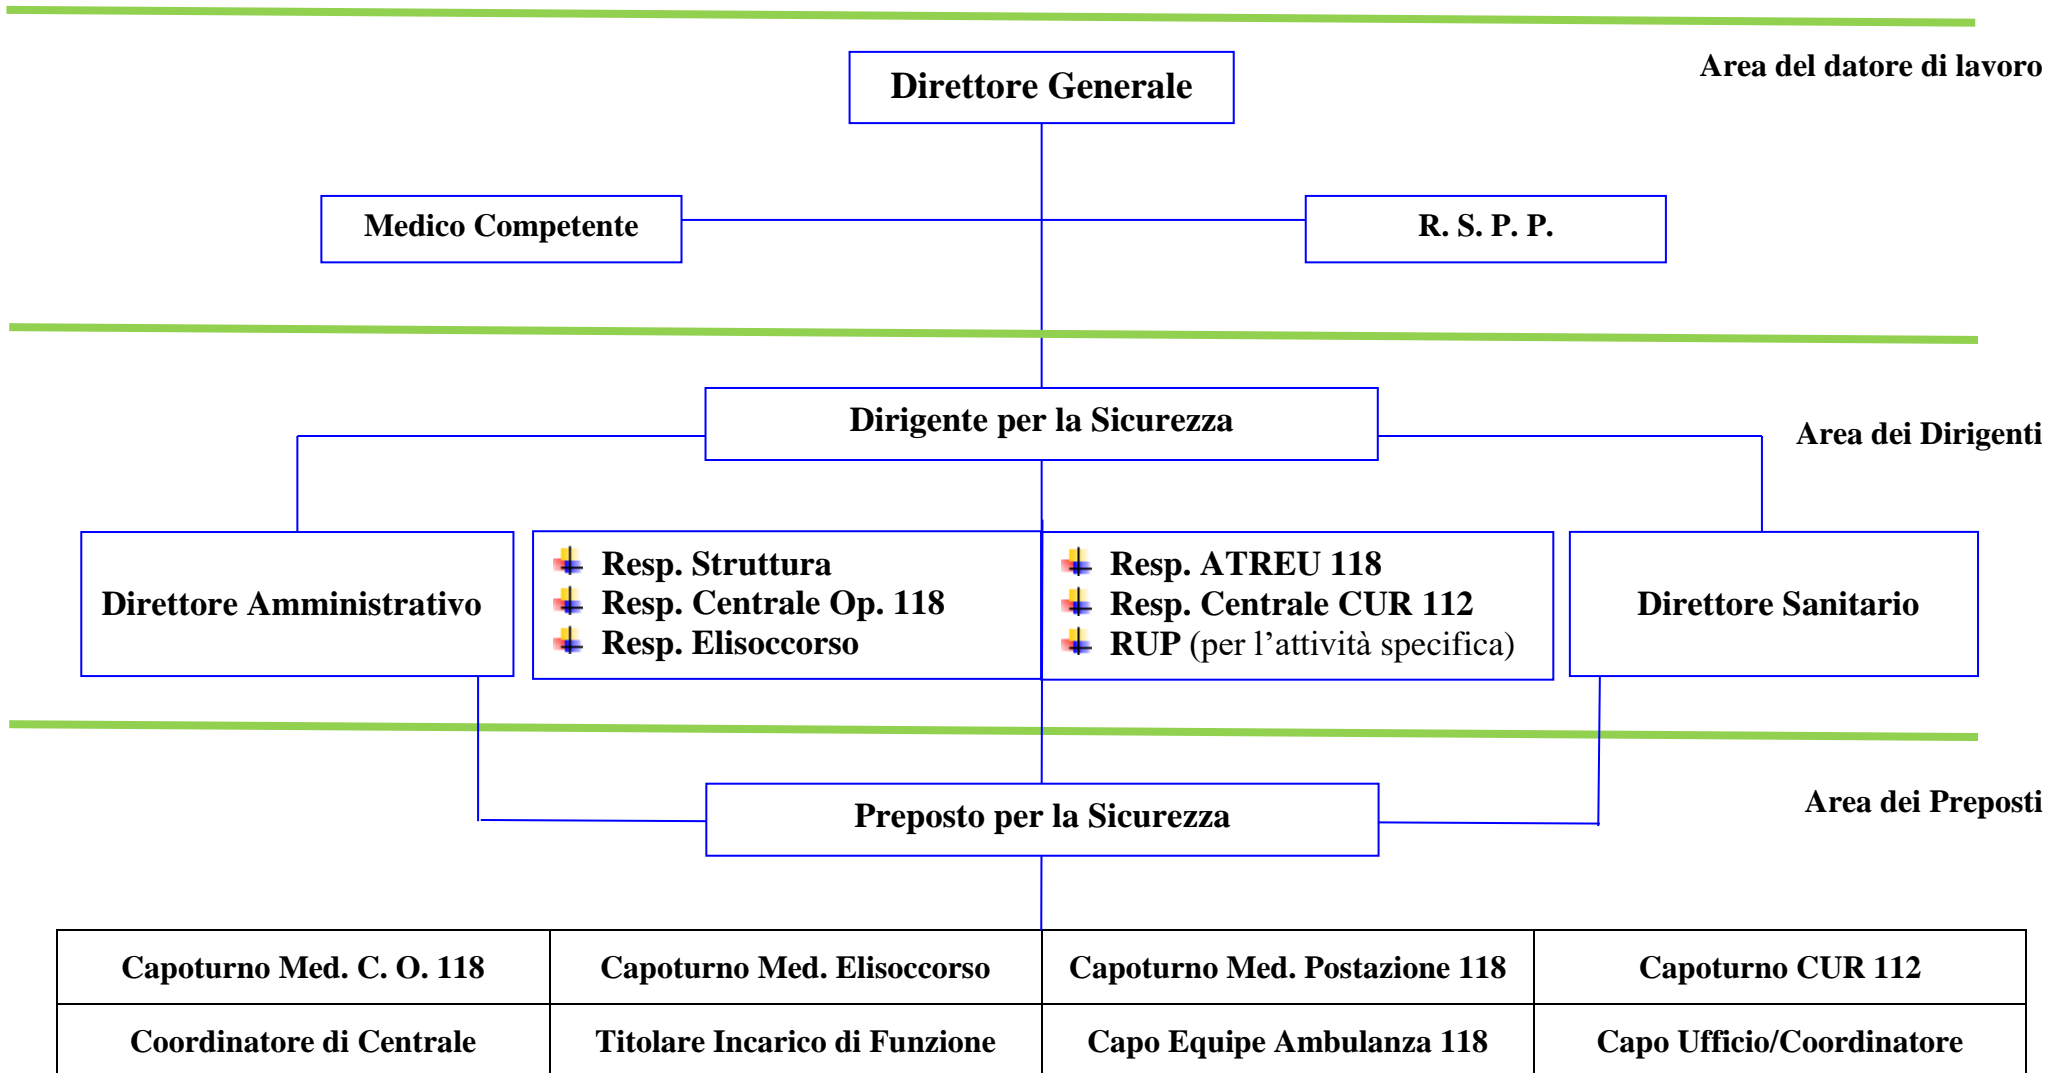 Area del datore di lavoro
Direttore Generale
Medico Competente
R. S. P. P.
Dirigente per la Sicurezza
Area dei Dirigenti
Direttore Amministrativo
Resp. Struttura
Resp. Centrale Op. 118
Resp. Elisoccorso
Resp. ATREU 118
Resp. Centrale CUR 112
RUP (per l’attività specifica)
Direttore Sanitario
Area dei Preposti
Preposto per la Sicurezza
Capoturno Med. C. O. 118
Capoturno Med. Elisoccorso
Capoturno Med. Postazione 118
Capoturno CUR 112
Coordinatore di Centrale
Titolare Incarico di Funzione
Capo Equipe Ambulanza 118
Capo Ufficio/Coordinatore